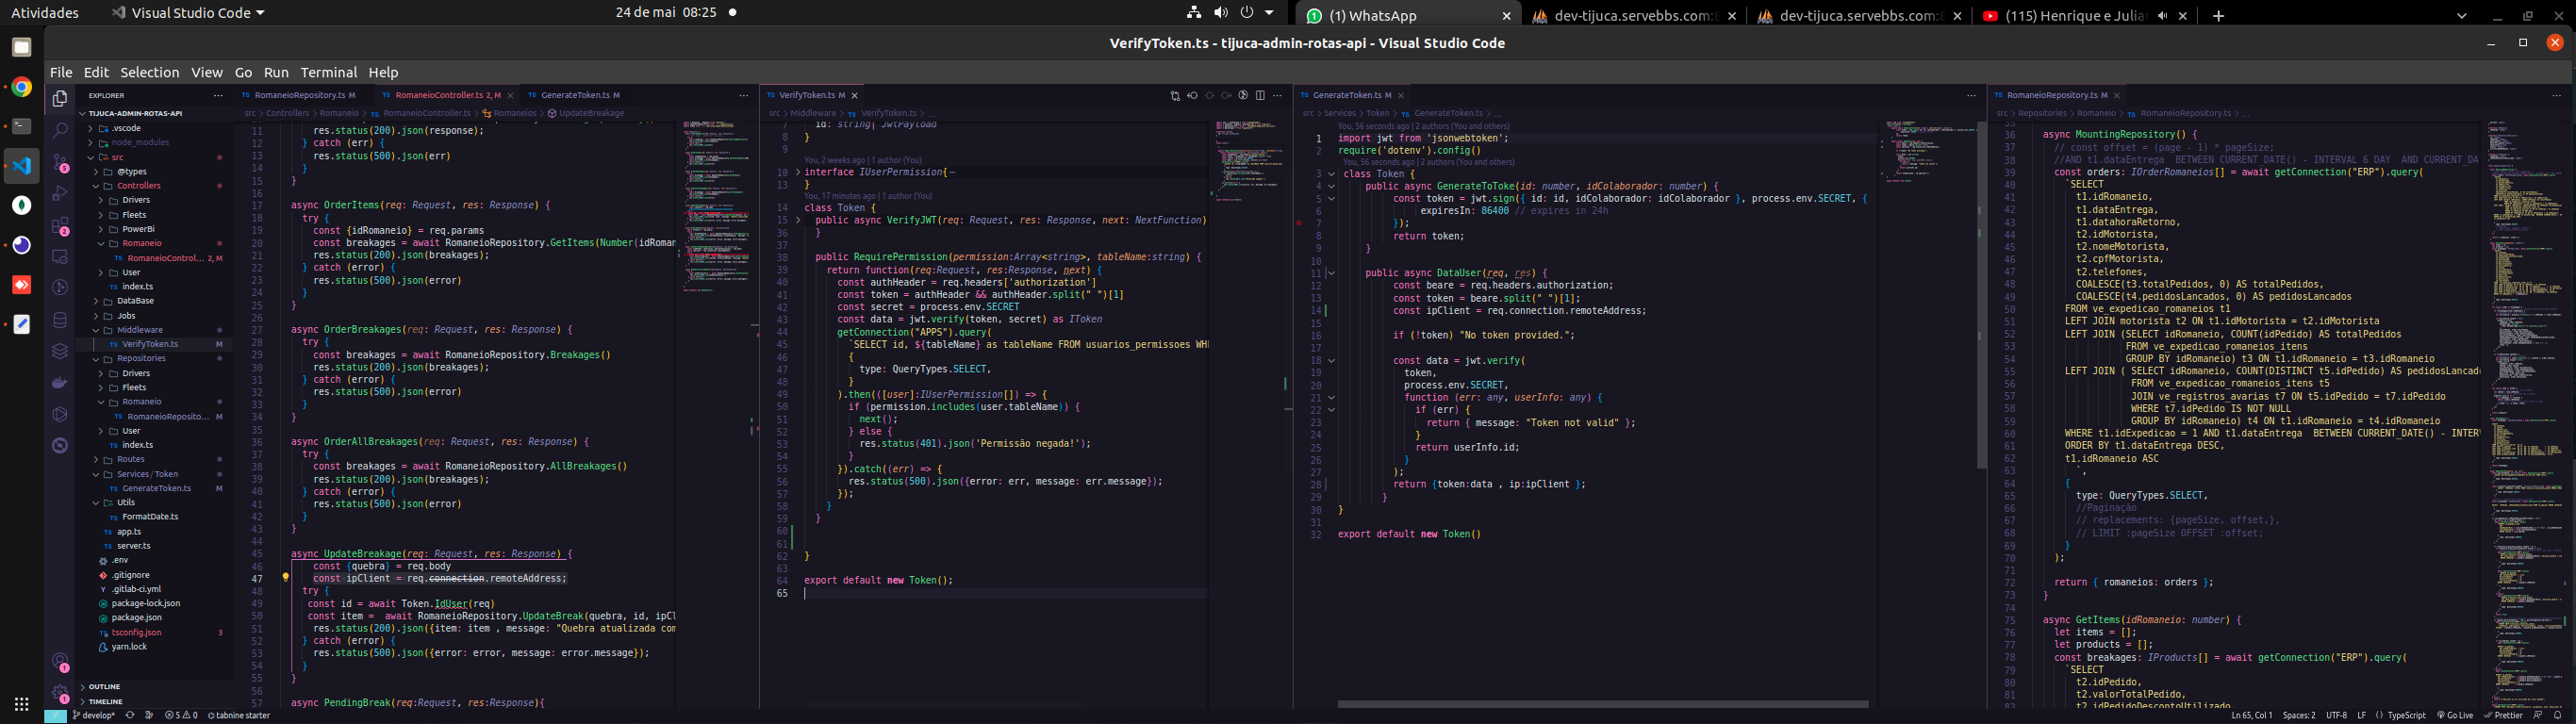 Atividades
Visual Studio Code
24 de mai 08:25
(1) WhatsApp
dev-tijuca.servebbs.com:8
dev-tijuca.servebbs.com:8
(115) Henrique e Julian
VerifyToken.ts - tijuca-admin-rotas-api - Visual Studio Code
File Edit Selection View Go Run Terminal Help
EXPLORER
TIJUCA-ADMIN-ROTAS-API
.vscode
node_modules
src
@types
Controllers
Drivers
Fleets
PowerBi
Romaneio
RomaneioControl... 2, M
User
index.ts
DataBase
Jobs
Middleware
VerifyToken.ts M
Repositories
Drivers
Fleets
Romaneio
RomaneioReposito... M
User
index.ts
Routes
Services / Token
GenerateToken.ts M
Utils
FormatDate.ts
app.ts
server.ts
.env
.gitignore
.gitlab-ci.yml
package-lock.json
package.json
tsconfig.json 3
yarn.lock
OUTLINE
TIMELINE
RomaneioRepository.ts M
RomaneioController.ts 2, M
GenerateToken.ts M
src > Controllers > Romaneio > RomaneioController.ts > Romaneios > UpdateBreakage
11 res.status(200).json(response);
12 } catch (err) {
13 res.status(500).json(err)
14 }
15 }
16
17 async OrderItems(req: Request, res: Response) {
18 try {
19 const {idRomaneio} = req.params
20 const breakages = await RomaneioRepository.GetItems(Number(idRoman
21 res.status(200).json(breakages);
22 } catch (error) {
23 res.status(500).json(error)
24 }
25 }
26
27 async OrderBreakages(req: Request, res: Response) {
28 try {
29 const breakages = await RomaneioRepository.Breakages()
30 res.status(200).json(breakages);
31 } catch (error) {
32 res.status(500).json(error)
33 }
34 }
35
36 async OrderAllBreakages(req: Request, res: Response) {
37 try {
38 const breakages = await RomaneioRepository.AllBreakages()
39 res.status(200).json(breakages);
40 } catch (error) {
41 res.status(500).json(error)
42 }
43 }
44
45 async UpdateBreakage(req: Request, res: Response) {
46 const {quebra} = req.body
47 const ipClient = req.connection.remoteAddress;
48 try {
49 const id = await Token.IdUser(req)
50 const item = await RomaneioRepository.UpdateBreak(quebra, id, ipCl
51 res.status(200).json({item: item , message: "Quebra atualizada com
52 } catch (error) {
53 res.status(500).json({error: error, message: error.message});
54 }
55 }
56
57 async PendingBreak(req:Request, res:Response){
VerifyToken.ts M
src > Middleware > VerifyToken.ts > ...
7 id: string| JwtPayload
8 }
9
You, 2 weeks ago | 1 author (You)
10 interface IUserPermission{
13 }
You, 17 minutes ago | 1 author (You)
14 class Token {
15 public async VerifyJWT(req: Request, res: Response, next: NextFunction)
36 }
37
38 public RequirePermission(permission:Array<string>, tableName:string) {
39 return function(req:Request, res:Response, next) {
40 const authHeader = req.headers['authorization']
41 const token = authHeader && authHeader.split(" ")[1]
42 const secret = process.env.SECRET
43 const data = jwt.verify(token, secret) as IToken
44 getConnection("APPS").query(
45 `SELECT id, ${tableName} as tableName FROM usuarios_permissoes WHE
46 {
47 type: QueryTypes.SELECT,
48 }
49 ).then(([user]:IUserPermission[]) => {
50 if (permission.includes(user.tableName)) {
51 next();
52 } else {
53 res.status(401).json('Permissão negada!');
54 }
55 }).catch((err) => {
56 res.status(500).json({error: err, message: err.message});
57 });
58 }
59 }
60
61
62 }
63
64 export default new Token();
65
GenerateToken.ts M
src > Services > Token > GenerateToken.ts > ...
You, 56 seconds ago | 2 authors (You and others)
1 import jwt from 'jsonwebtoken';
2 require('dotenv').config()
You, 56 seconds ago | 2 authors (You and others)
3 class Token {
4 public async GenerateToToke(id: number, idColaborador: number) {
5 const token = jwt.sign({ id: id, idColaborador: idColaborador }, process.env.SECRET, {
6 expiresIn: 86400 // expires in 24h
7 });
8 return token;
9 }
10
11 public async DataUser(req, res) {
12 const beare = req.headers.authorization;
13 const token = beare.split(" ")[1];
14 const ipClient = req.connection.remoteAddress;
15
16 if (!token) "No token provided.";
17
18 const data = jwt.verify(
19 token,
20 process.env.SECRET,
21 function (err: any, userInfo: any) {
22 if (err) {
23 return { message: "Token not valid" };
24 }
25 return userInfo.id;
26 }
27 );
28 return {token:data , ip:ipClient };
29 }
30 }
31
32 export default new Token()
RomaneioRepository.ts M
src > Repositories > Romaneio > RomaneioRepository.ts > ...
35
36 async MountingRepository() {
37 // const offset = (page - 1) * pageSize;
38 //AND t1.dataEntrega BETWEEN CURRENT_DATE() - INTERVAL 6 DAY AND CURRENT_DA
39 const orders: IOrderRomaneios[] = await getConnection("ERP").query(
40 `SELECT
41 t1.idRomaneio,
42 t1.dataEntrega,
43 t1.datahoraRetorno,
44 t2.idMotorista,
45 t2.nomeMotorista,
46 t2.cpfMotorista,
47 t2.telefones,
48 COALESCE(t3.totalPedidos, 0) AS totalPedidos,
49 COALESCE(t4.pedidosLancados, 0) AS pedidosLancados
50 FROM ve_expedicao_romaneios t1
51 LEFT JOIN motorista t2 ON t1.idMotorista = t2.idMotorista
52 LEFT JOIN (SELECT idRomaneio, COUNT(idPedido) AS totalPedidos
53 FROM ve_expedicao_romaneios_itens
54 GROUP BY idRomaneio) t3 ON t1.idRomaneio = t3.idRomaneio
55 LEFT JOIN ( SELECT idRomaneio, COUNT(DISTINCT t5.idPedido) AS pedidosLancad
56 FROM ve_expedicao_romaneios_itens t5
57 JOIN ve_registros_avarias t7 ON t5.idPedido = t7.idPedido
58 WHERE t7.idPedido IS NOT NULL
59 GROUP BY idRomaneio) t4 ON t1.idRomaneio = t4.idRomaneio
60 WHERE t1.idExpedicao = 1 AND t1.dataEntrega BETWEEN CURRENT_DATE() - INTERV
61 ORDER BY t1.dataEntrega DESC,
62 t1.idRomaneio ASC
63 `,
64 {
65 type: QueryTypes.SELECT,
66 //Paginação
67 // replacements: {pageSize, offset,},
68 // LIMIT :pageSize OFFSET :offset;
69 }
70 );
71
72 return { romaneios: orders };
73 }
74
75 async GetItems(idRomaneio: number) {
76 let items = [];
77 let products = [];
78 const breakages: IProducts[] = await getConnection("ERP").query(
79 `SELECT
80 t2.idPedido,
81 t2.valorTotalPedido,
82 t2.idPedidoDescontoUtilizado
develop* 5 0 tabnine starter
Ln 65, Col 1 Spaces: 2 UTF-8 LF TypeScript Go Live Prettier